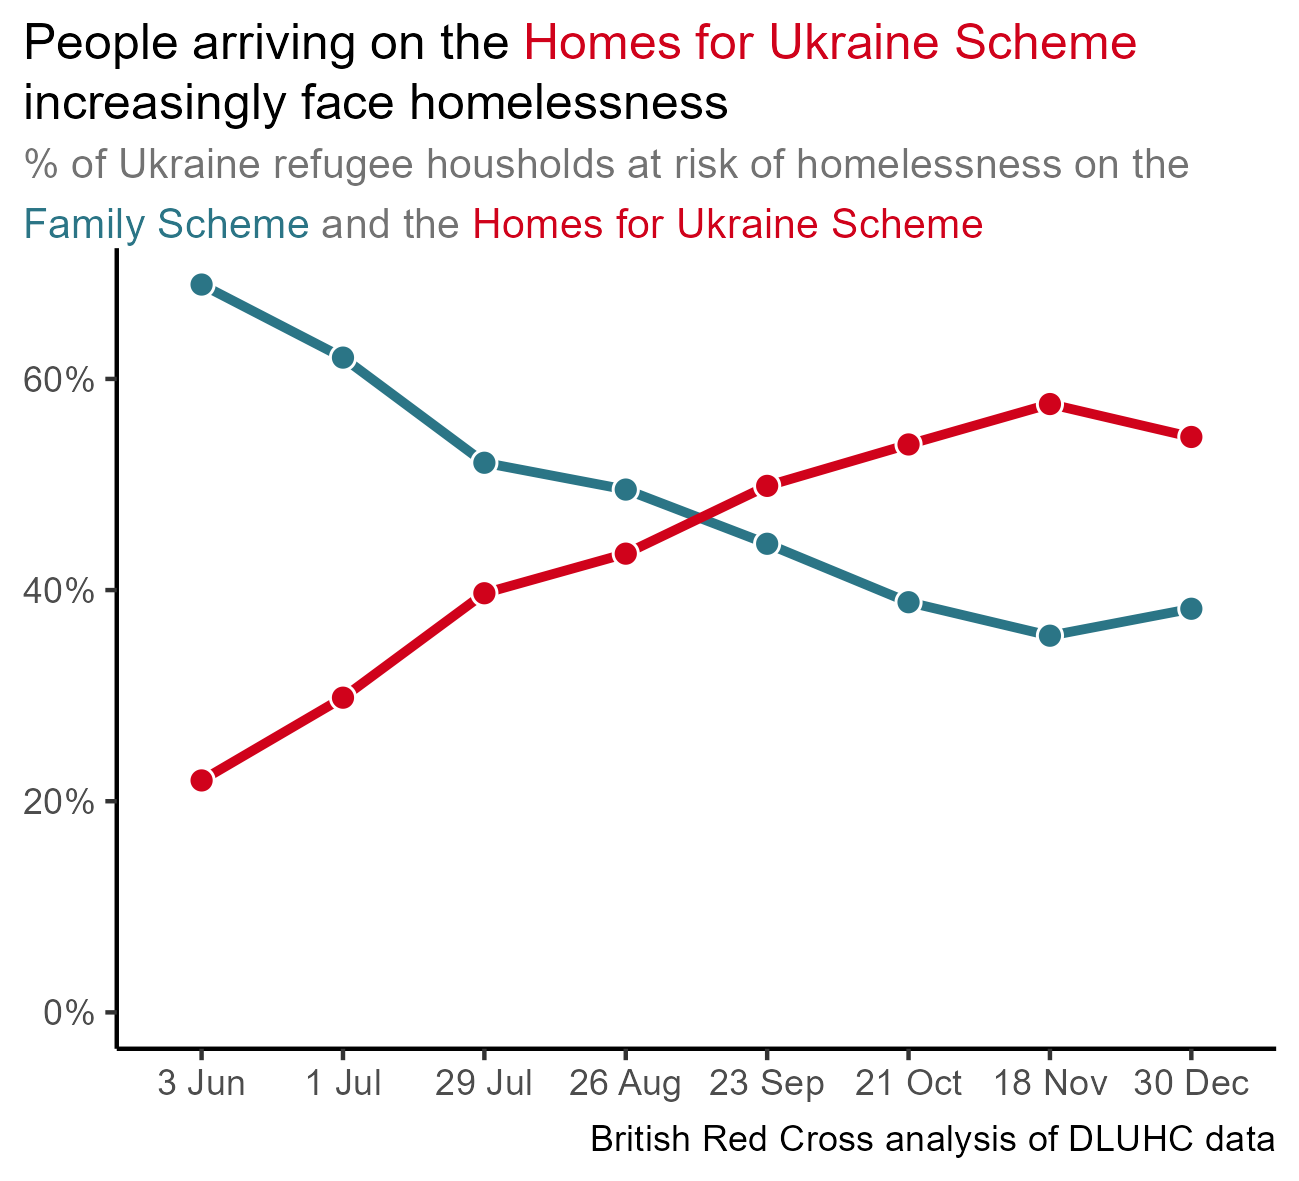 People arriving on the Homes for Ukraine Scheme
increasingly face homelessness
% of Ukraine refugee housholds at risk of homelessness on the
Family Scheme and the Homes for Ukraine Scheme
60%
40%
20%
0%
3 Jun 1 Jul 29 Jul 26 Aug 23 Sep 21 Oct 18 Nov 30 Dec
British Red Cross analysis of DLUHC data